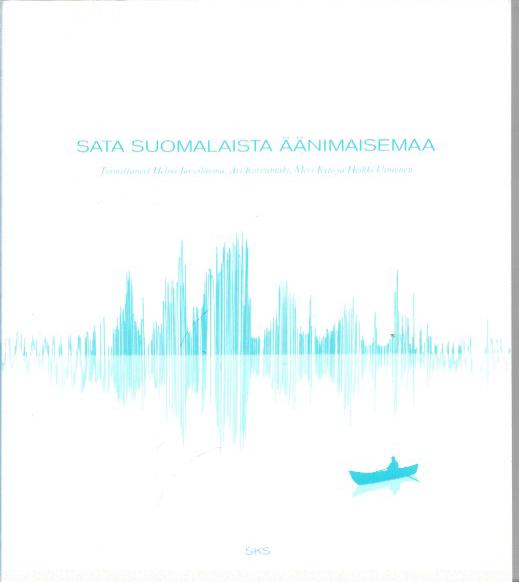 SATA SUOMALAISTA ÄÄNIMAISEMAA
Toimittaneet Helmi Järviluoma, Ari Koivumäki, Meri Kytö ja Heikki Uimonen
SKS